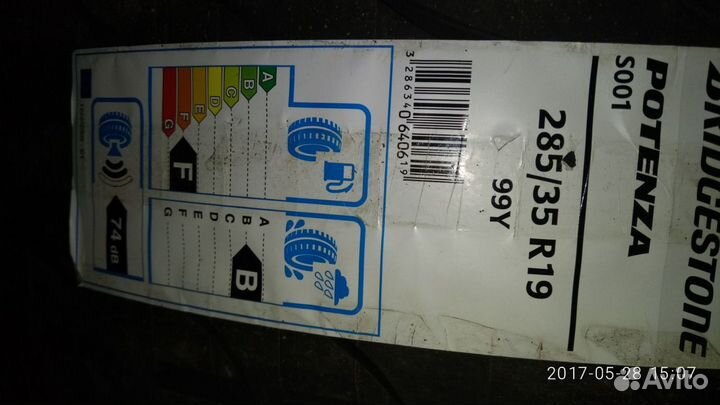 BRIDGESTONE
POTENZA
S001
285/35 R19
99Y
3 286340 640619
A
B
C
D
E
F
G
F
A
B
C
D
E
F
G
B
74 dB
2017-05-28 15:07
Avito